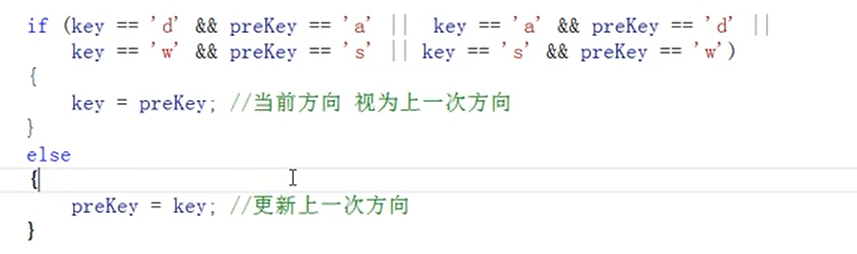 if (key == 'd' && preKey == 'a' ||  key == 'a' && preKey == 'd' ||
    key == 'w' && preKey == 's' || key == 's' && preKey == 'w')
{
    key = preKey; //当前方向 视为上一次方向
}
else
{
    preKey = key; //更新上一次方向
}